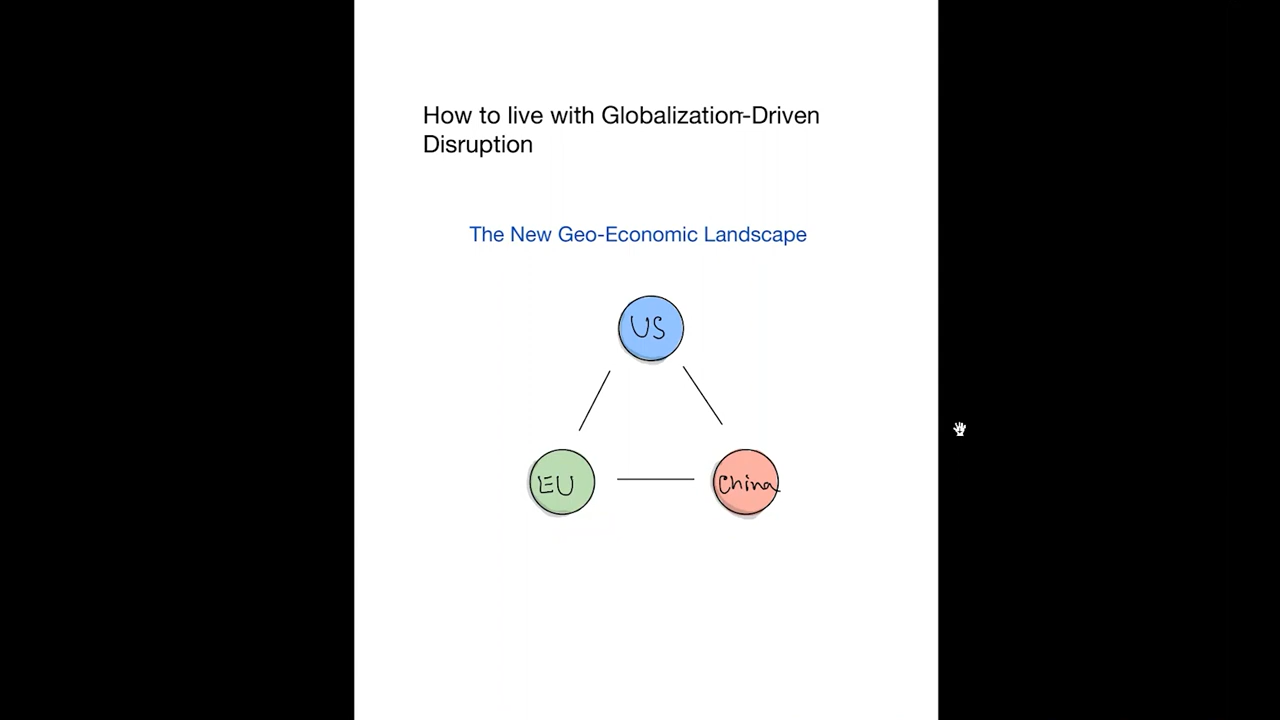 How to live with Globalization-Driven
Disruption
The New Geo-Economic Landscape
US
EU
China